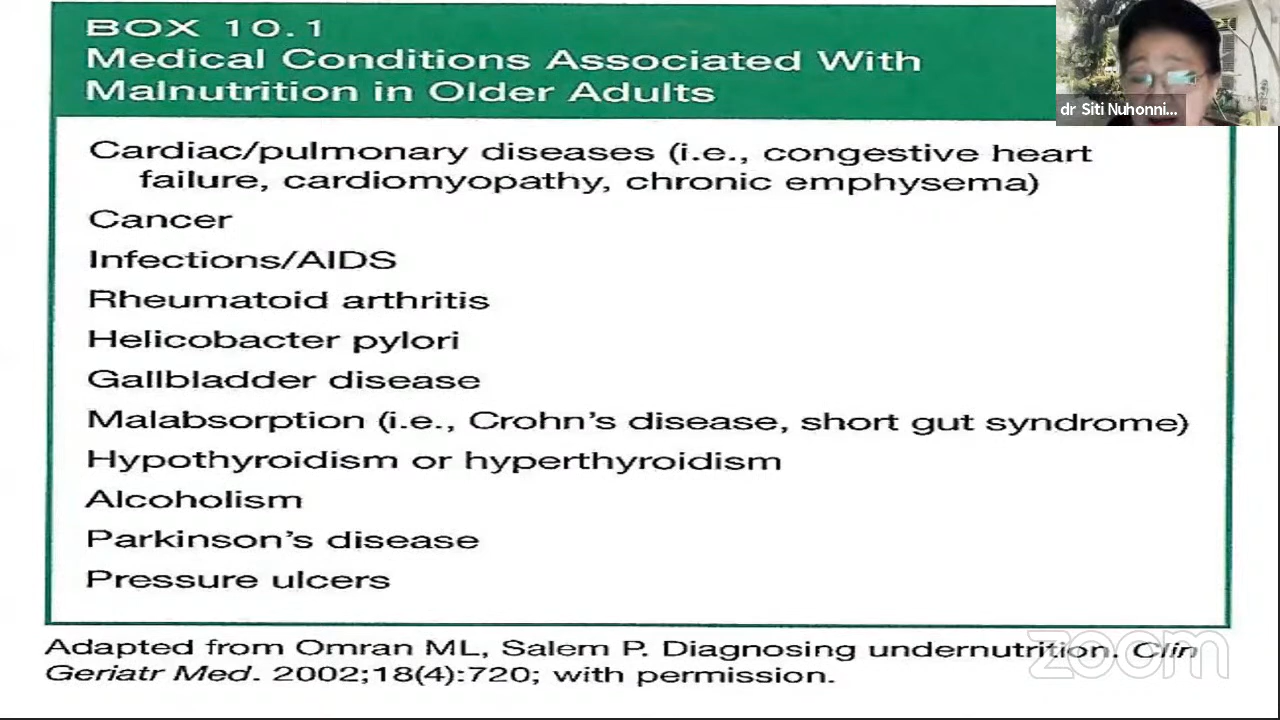 BOX 10.1
Medical Conditions Associated With
Malnutrition in Older Adults
dr Siti Nuhonni...
Cardiac/pulmonary diseases (i.e., congestive heart
failure, cardiomyopathy, chronic emphysema)
Cancer
Infections/AIDS
Rheumatoid arthritis
Helicobacter pylori
Gallbladder disease
Malabsorption (i.e., Crohn's disease, short gut syndrome)
Hypothyroidism or hyperthyroidism
Alcoholism
Parkinson's disease
Pressure ulcers
Adapted from Omran ML, Salem P. Diagnosing undernutrition. Clin
Geriatr Med. 2002;18(4):720; with permission.
zoom